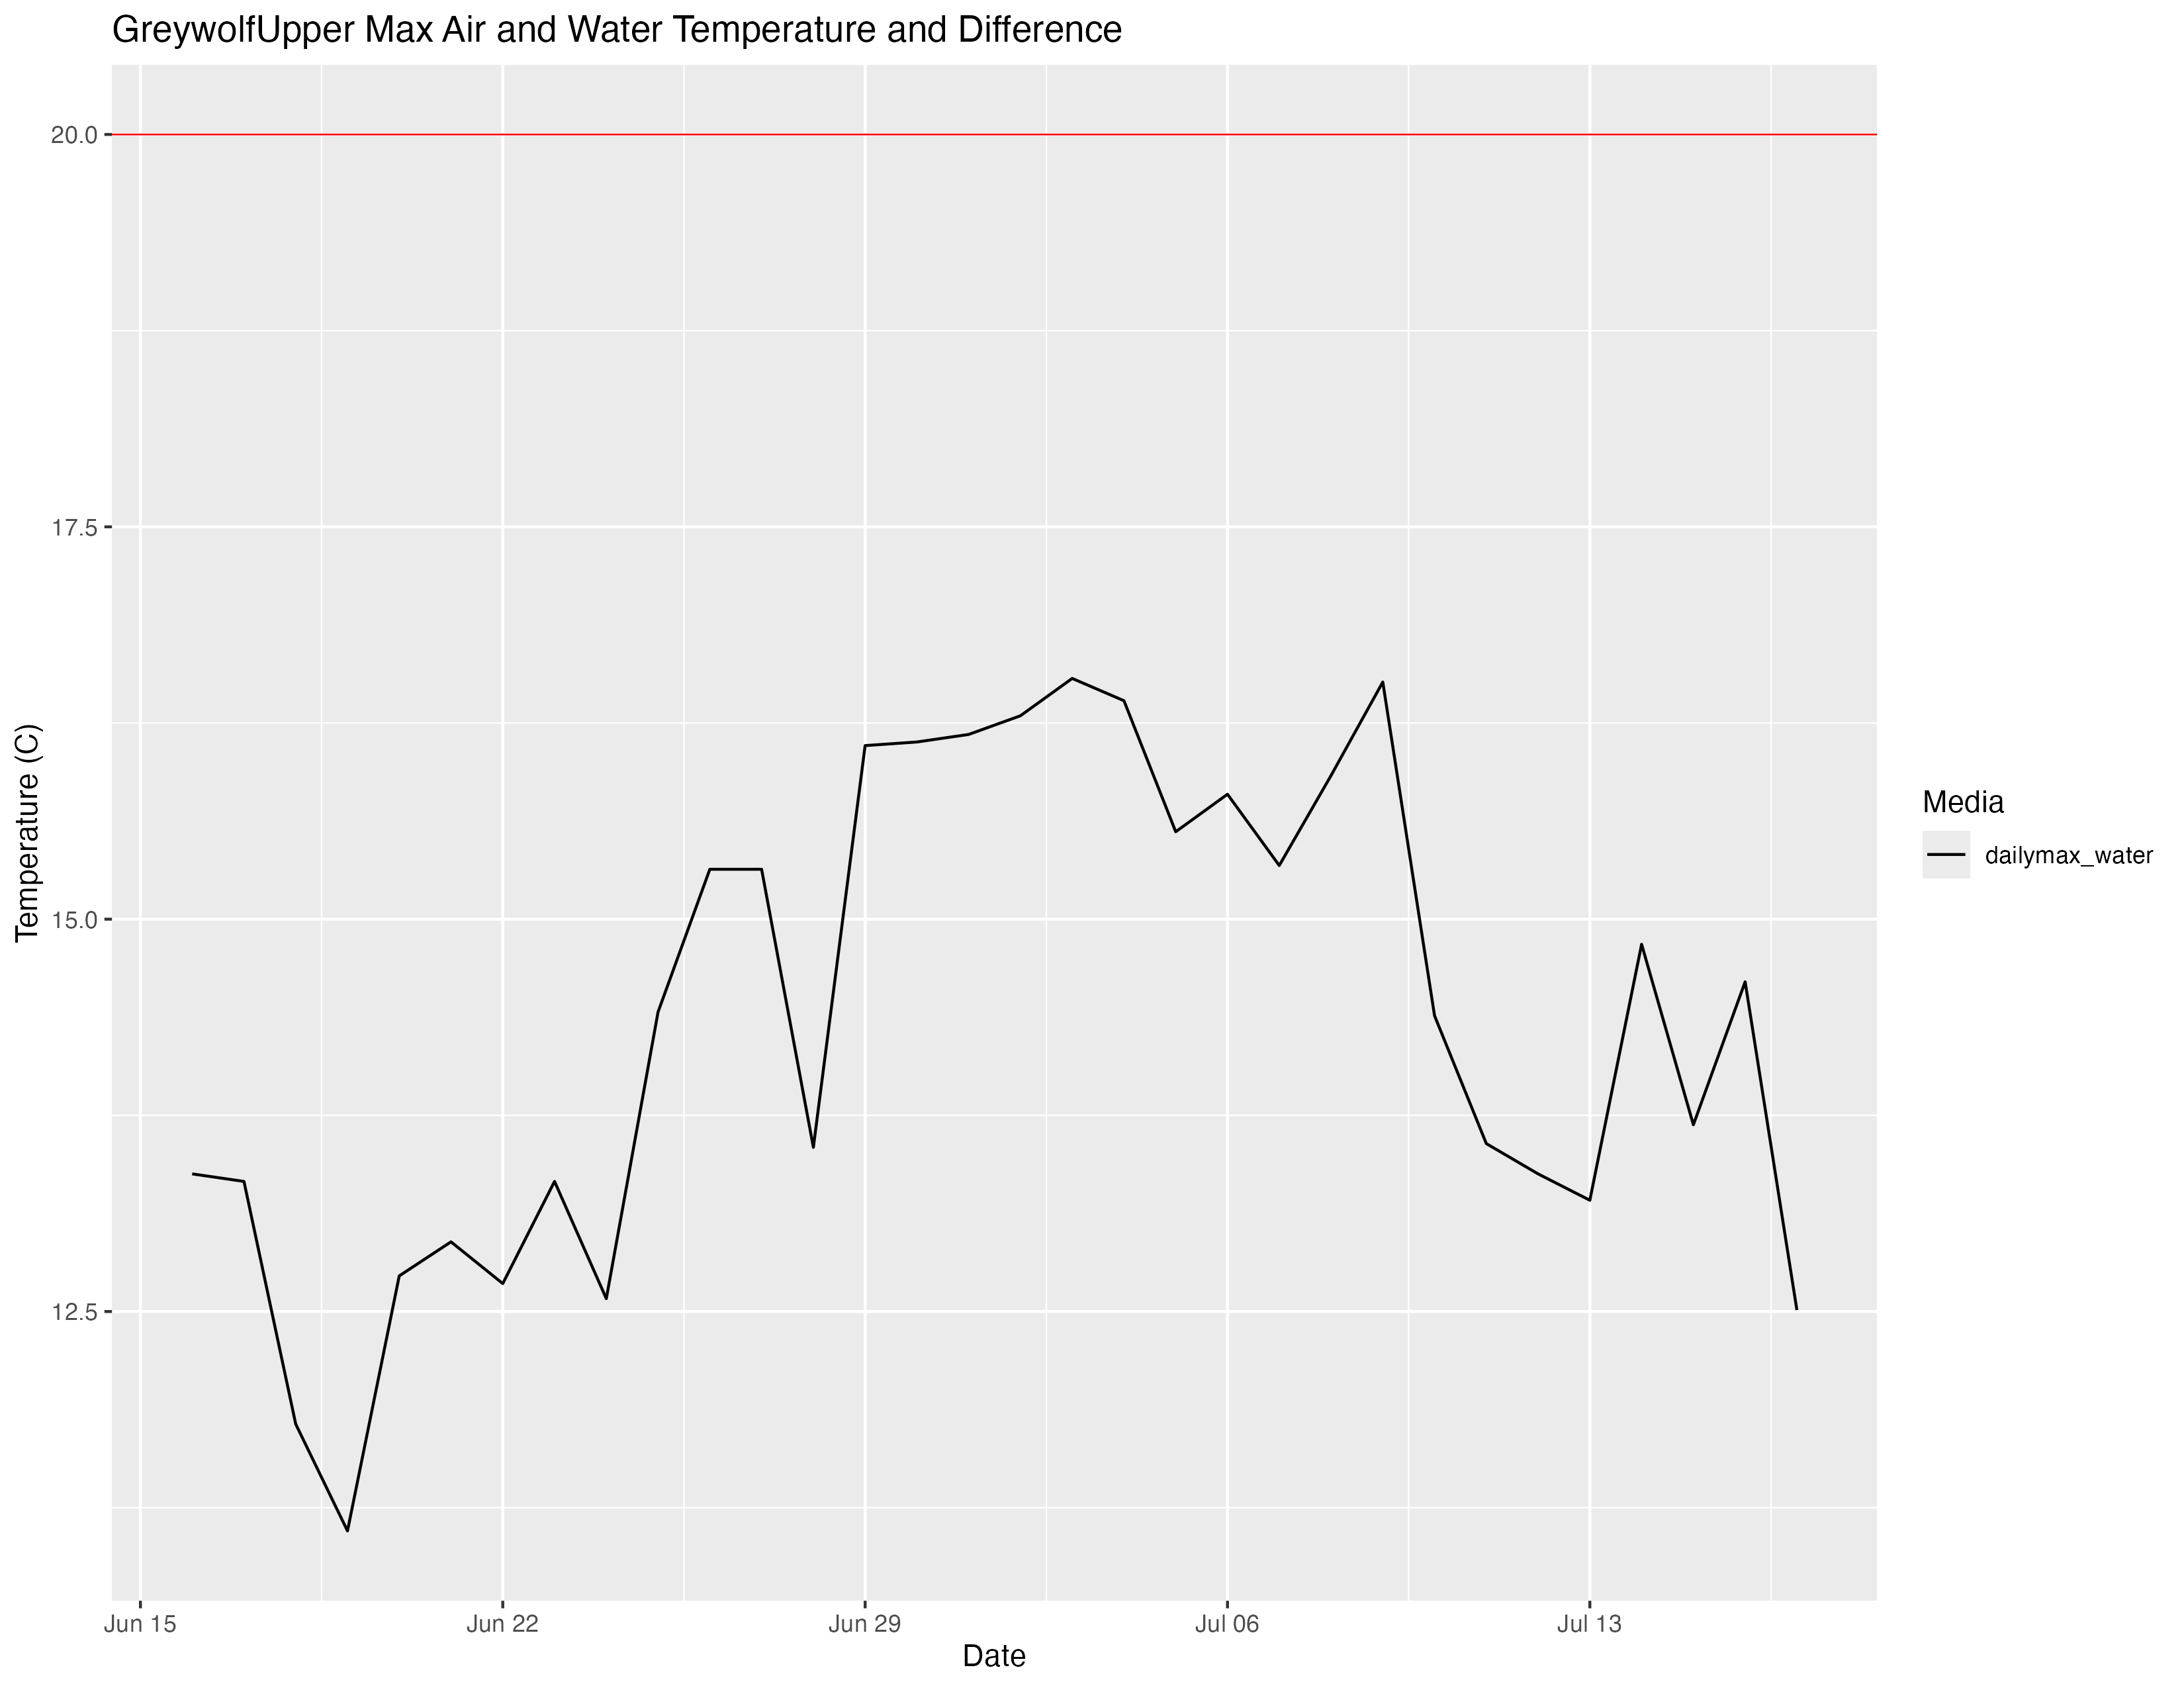 GreywolfUpper Max Air and Water Temperature and Difference
20.0
17.5
15.0
12.5
Temperature (C)
Jun 15
Jun 22
Jun 29
Jul 06
Jul 13
Date
Media
dailymax_water